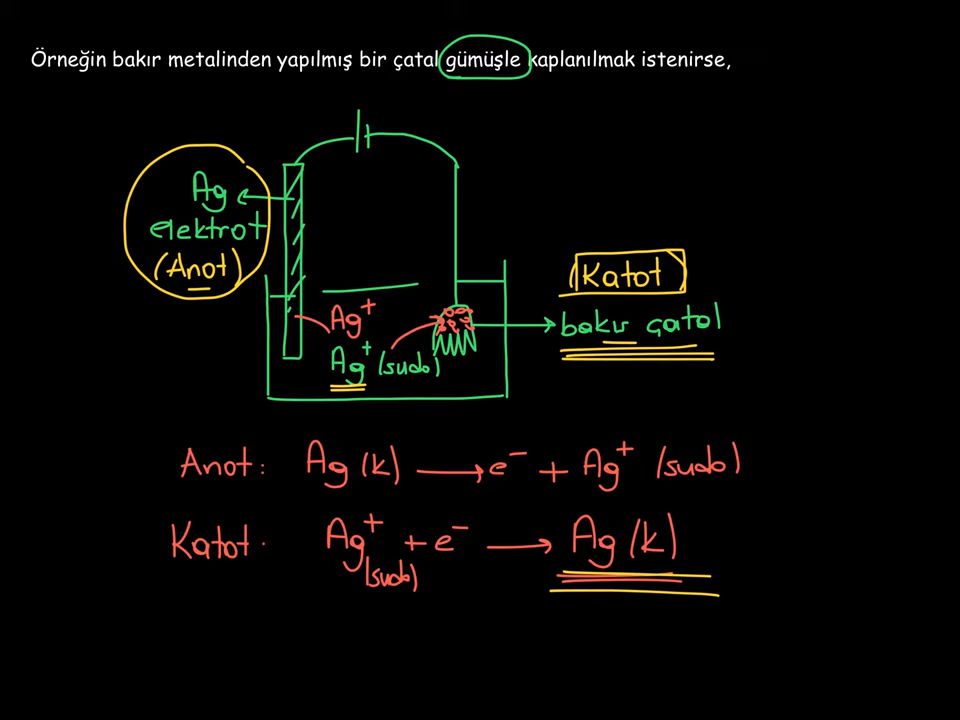 Örneğin bakır metalinden yapılmış bir çatal gümüşle kaplanılmak istenirse,
Ag
elektrot
(Anot)
Ag⁺
Ag⁺ (suda)
(Katot)
bakır çatal
Anot: Ag (k) ⟶ e⁻ + Ag⁺ (suda)
Katot: Ag⁺ (suda) + e⁻ ⟶ Ag (k)